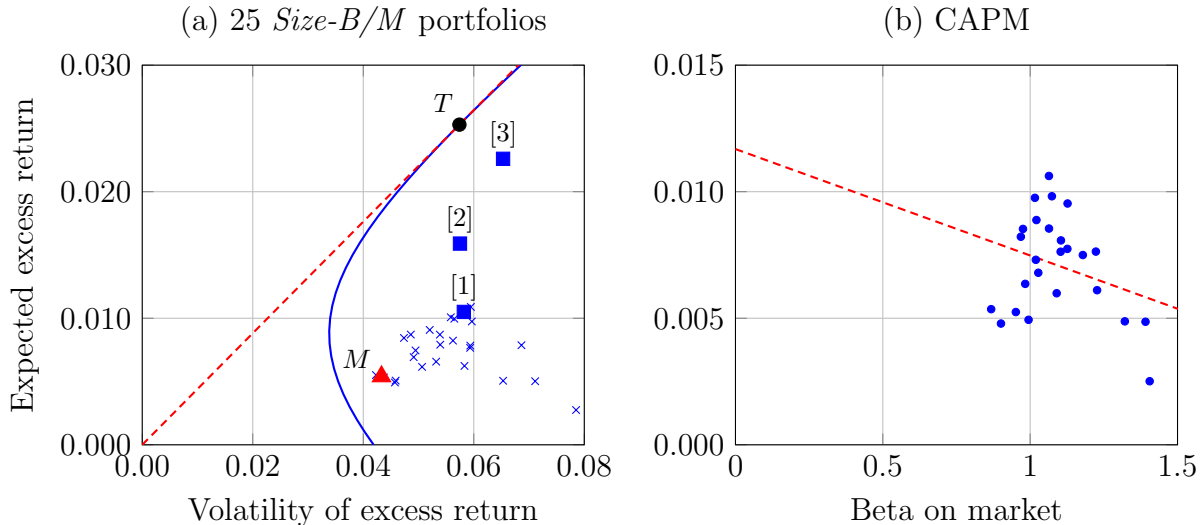 (a) 25 Size-B/M portfolios
Expected excess return
0.030
0.020
0.010
0.000
T
[3]
[2]
[1]
M
0.00 0.02 0.04 0.06 0.08
Volatility of excess return
(b) CAPM
0.015
0.010
0.005
0.000
0 0.5 1 1.5
Beta on market